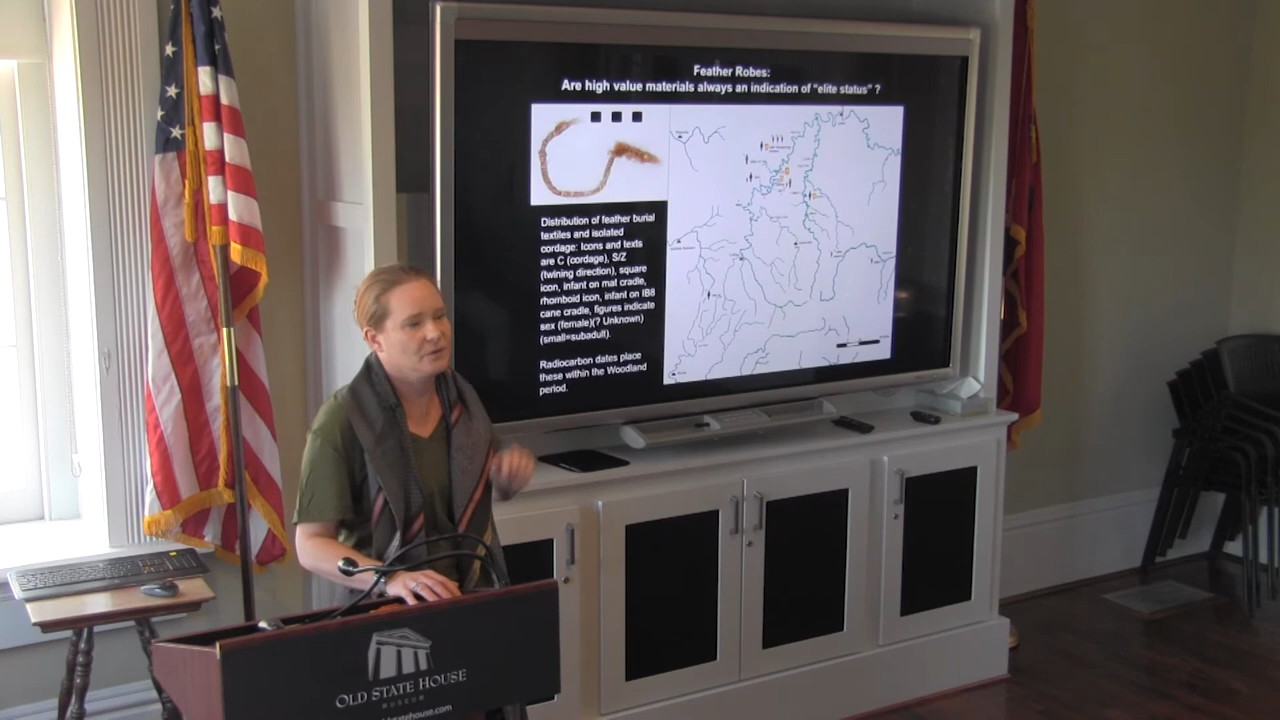 Feather Robes:
Are high value materials always an indication of “elite status” ?
Distribution of feather burial
textiles and isolated
cordage: Icons and texts
are C (cordage), S/Z
(twining direction), square
icon, infant on mat cradle,
rhomboid icon, infant on IB8
cane cradle, figures indicate
sex (female)(? Unknown)
(small=subadult).
Radiocarbon dates place
these within the Woodland
period.
OLD STATE HOUSE
MUSEUM